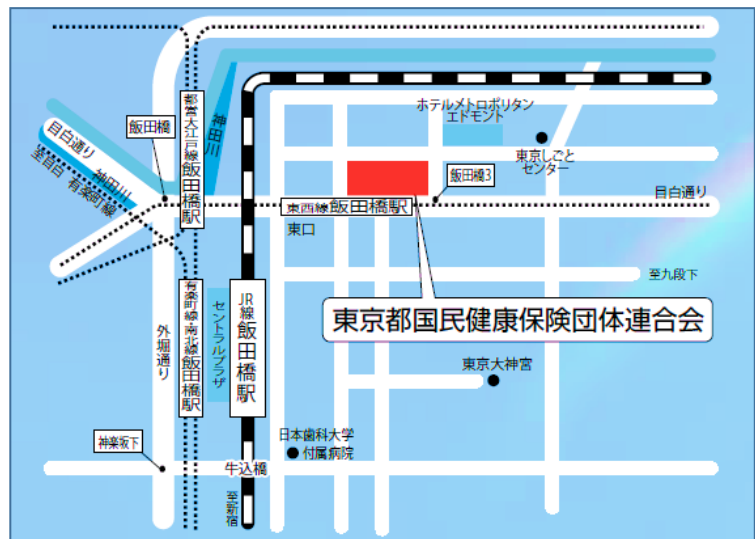 ホテルメトロポリタン
エドモント
飯田橋
都営大江戸線飯田橋駅
神田川
目白通り
神田川
至目白 有楽町線
東京しごと
センター
飯田橋3
目白通り
東西線飯田橋駅
東口
至九段下
東京都国民健康保険団体連合会
有楽町線・南北線飯田橋駅
セントラルプラザ
JR線飯田橋駅
外堀通り
東京大神宮
神楽坂下
日本歯科大学
付属病院
牛込橋
至新宿